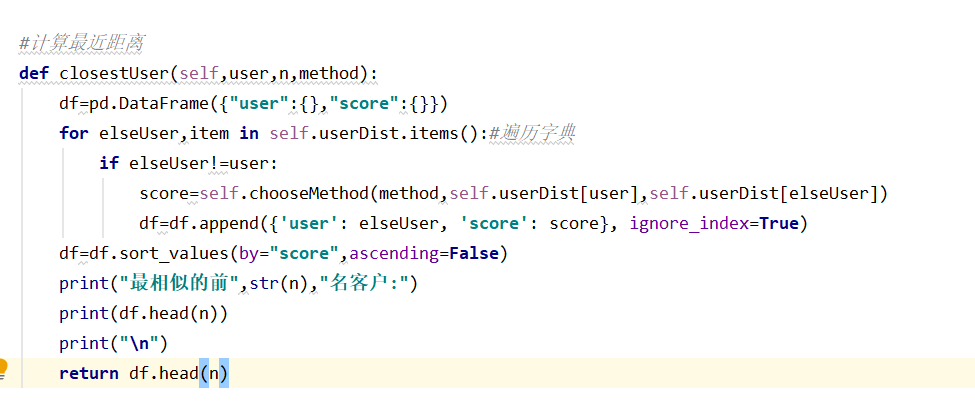 #计算最近距离
def closestUser(self,user,n,method):
    df=pd.DataFrame({"user":{},"score":{}})
    for elseUser,item in self.userDist.items():#遍历字典
        if elseUser!=user:
            score=self.chooseMethod(method,self.userDist[user],self.userDist[elseUser])
            df=df.append({'user': elseUser, 'score': score}, ignore_index=True)
    df=df.sort_values(by="score",ascending=False)
    print("最相似的前",str(n),"名客户:")
    print(df.head(n))
    print("\n")
    return df.head(n)